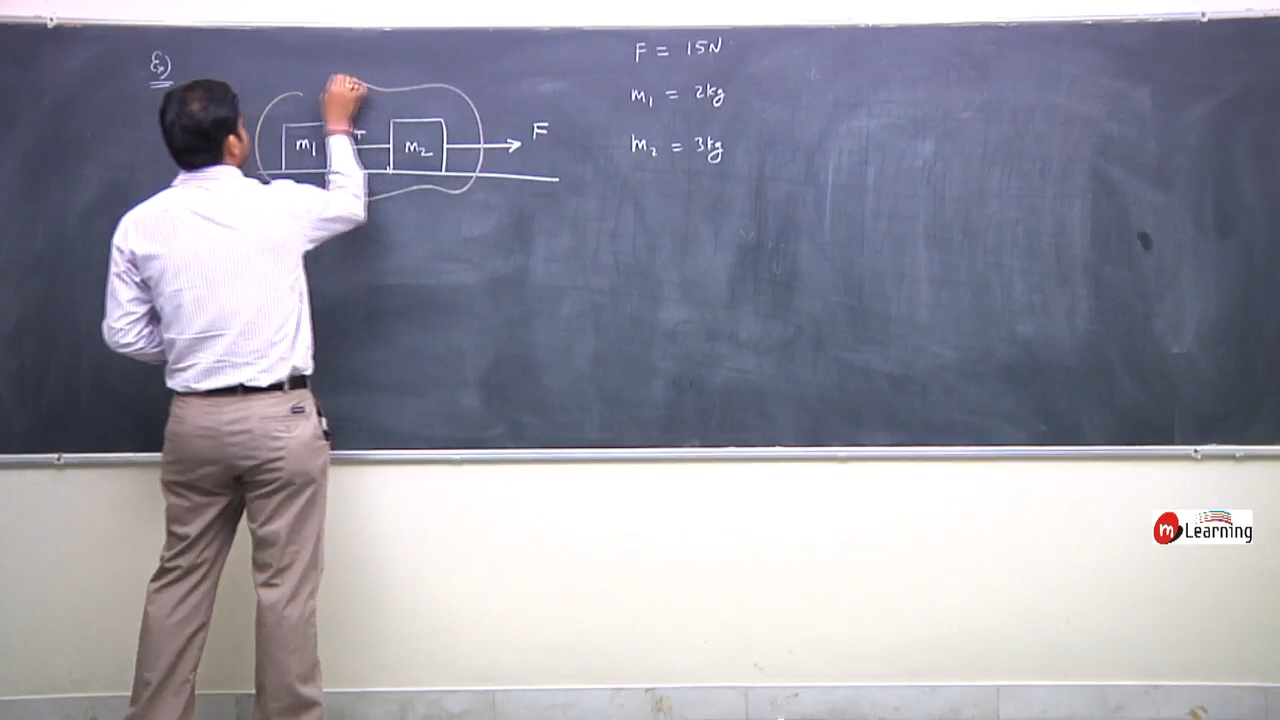 Ex)
F = 15N
m₁ = 2kg
m₂ = 3kg
m₁ T m₂ F
m Learning